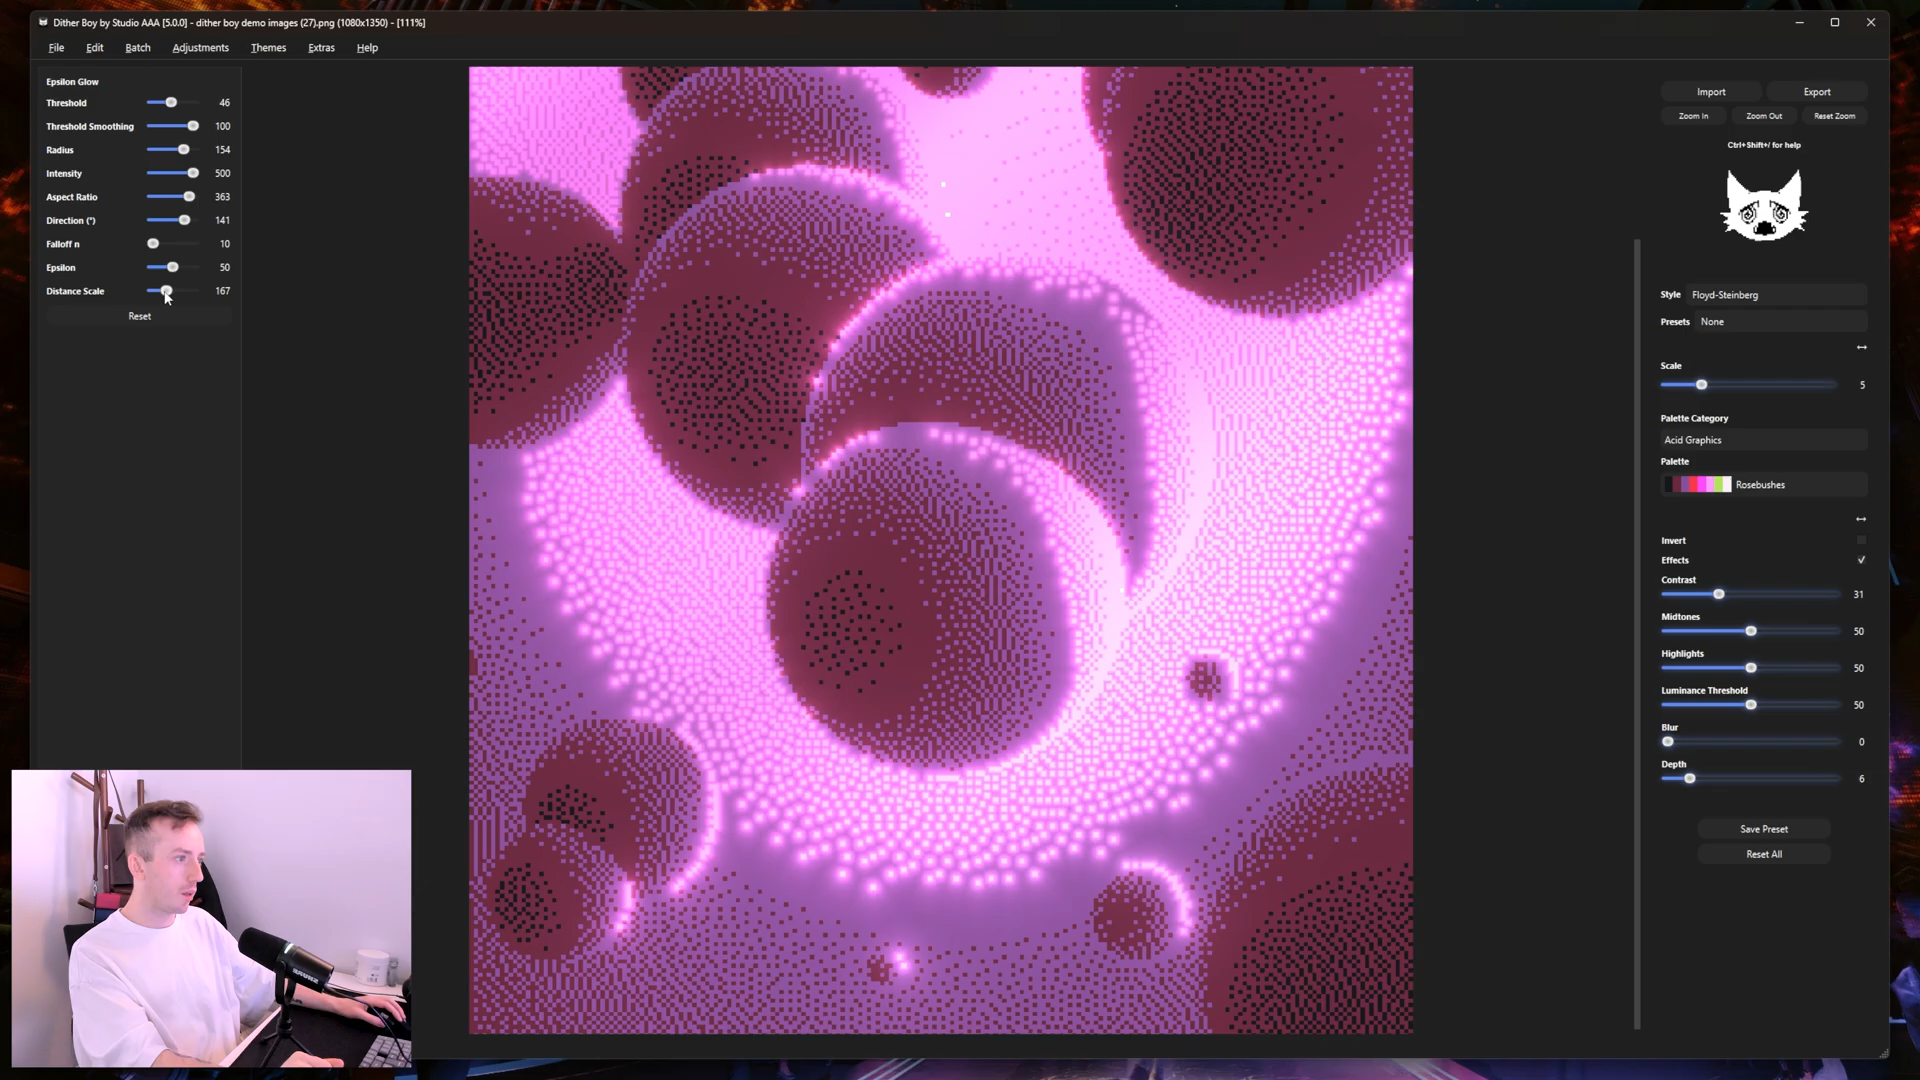 Dither Boy by Studio AAA [5.0.0] - dither boy demo images (27).png (1080x1350) - [111%]
File Edit Batch Adjustments Themes Extras Help
Epsilon Glow
Threshold 46
Threshold Smoothing 100
Radius 154
Intensity 500
Aspect Ratio 363
Direction (°) 141
Falloff n 10
Epsilon 50
Distance Scale 167
Reset
Import Export
Zoom In Zoom Out Reset Zoom
Ctrl+Shift+/ for help
Style Floyd-Steinberg
Presets None
Scale
5
Palette Category
Acid Graphics
Palette
Rosebushes
Invert
Effects
Contrast
31
Midtones
50
Highlights
50
Luminance Threshold
50
Blur
0
Depth
6
Save Preset
Reset All